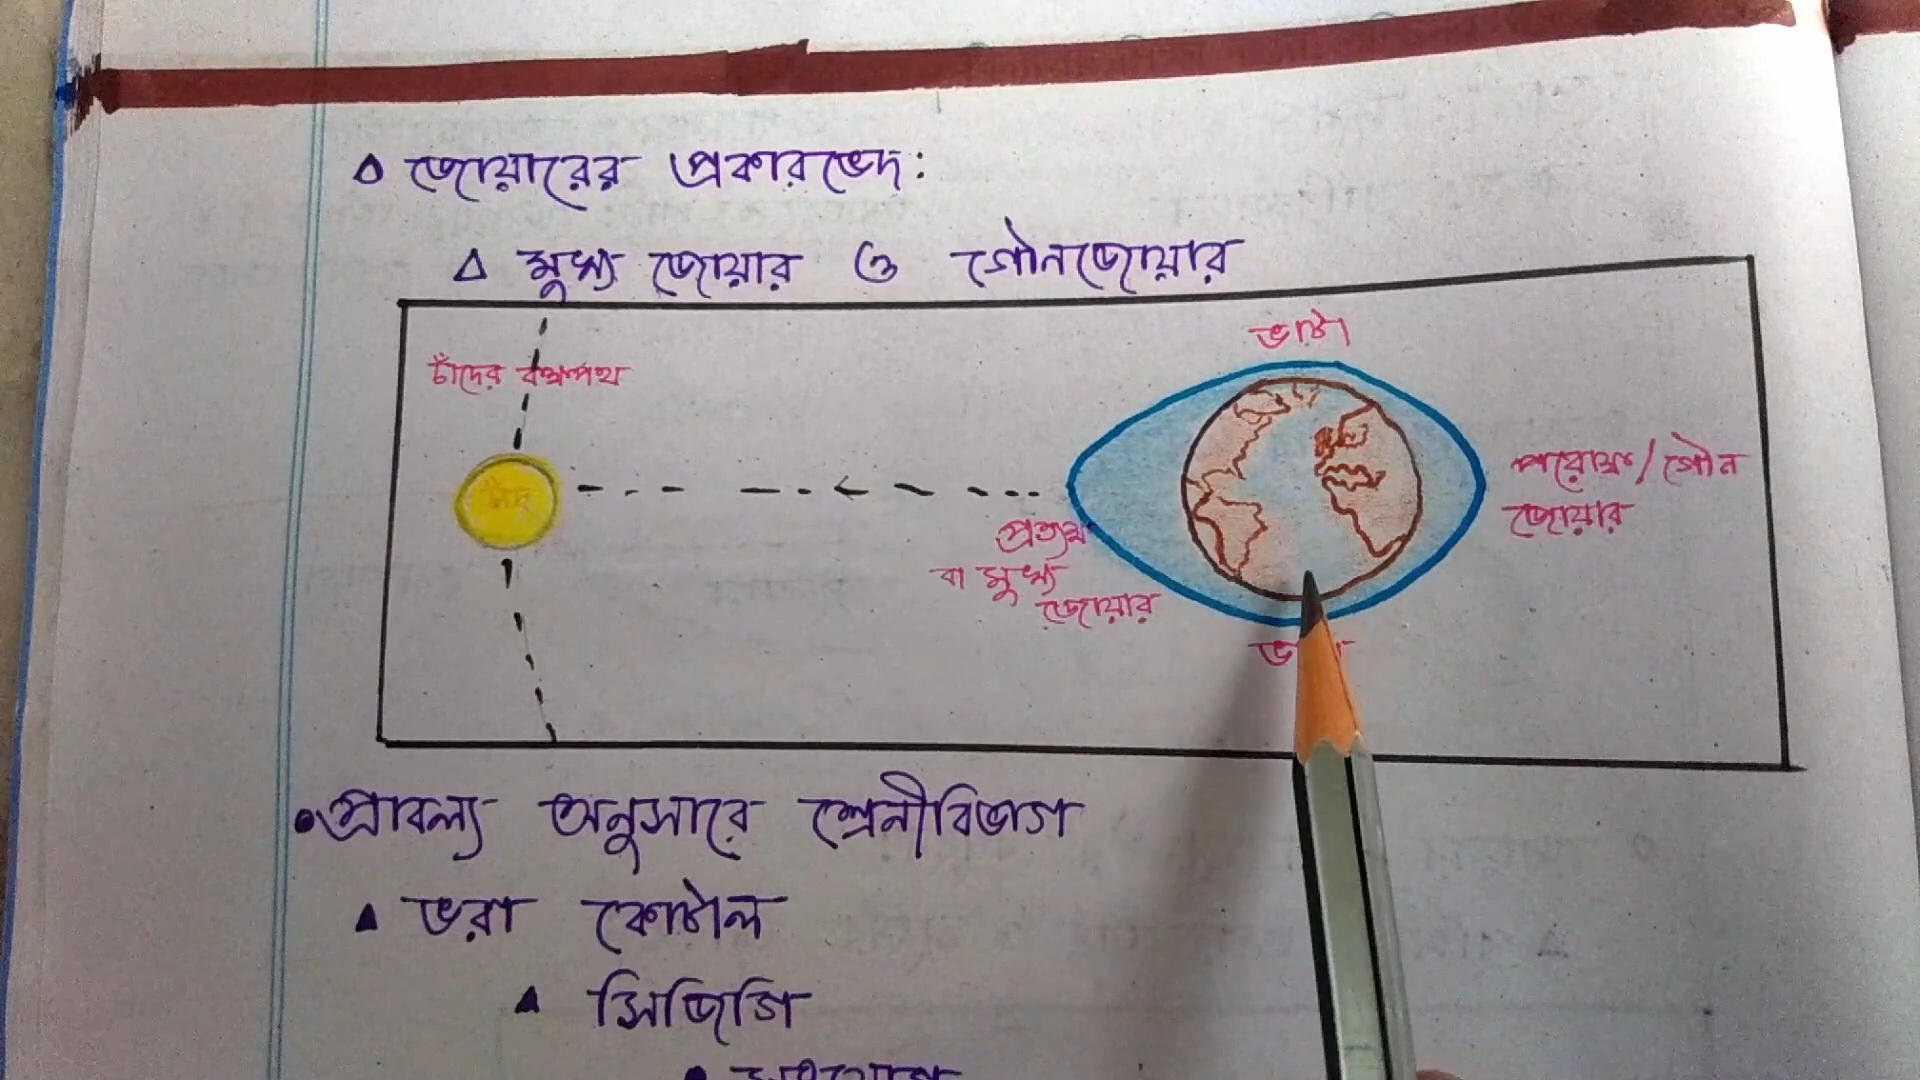 জোয়ারের প্রকারভেদ:
মুখ্য জোয়ার ও গৌনজোয়ার
ভাটা
চাঁদের কক্ষপথ
চাঁদ
পরোক্ষ/গৌন
জোয়ার
প্রত্যক্ষ
বা মুখ্য
জোয়ার
প্রাবল্য অনুসারে শ্রেনীবিভাগ
ভরা কোটাল
সিজিগি